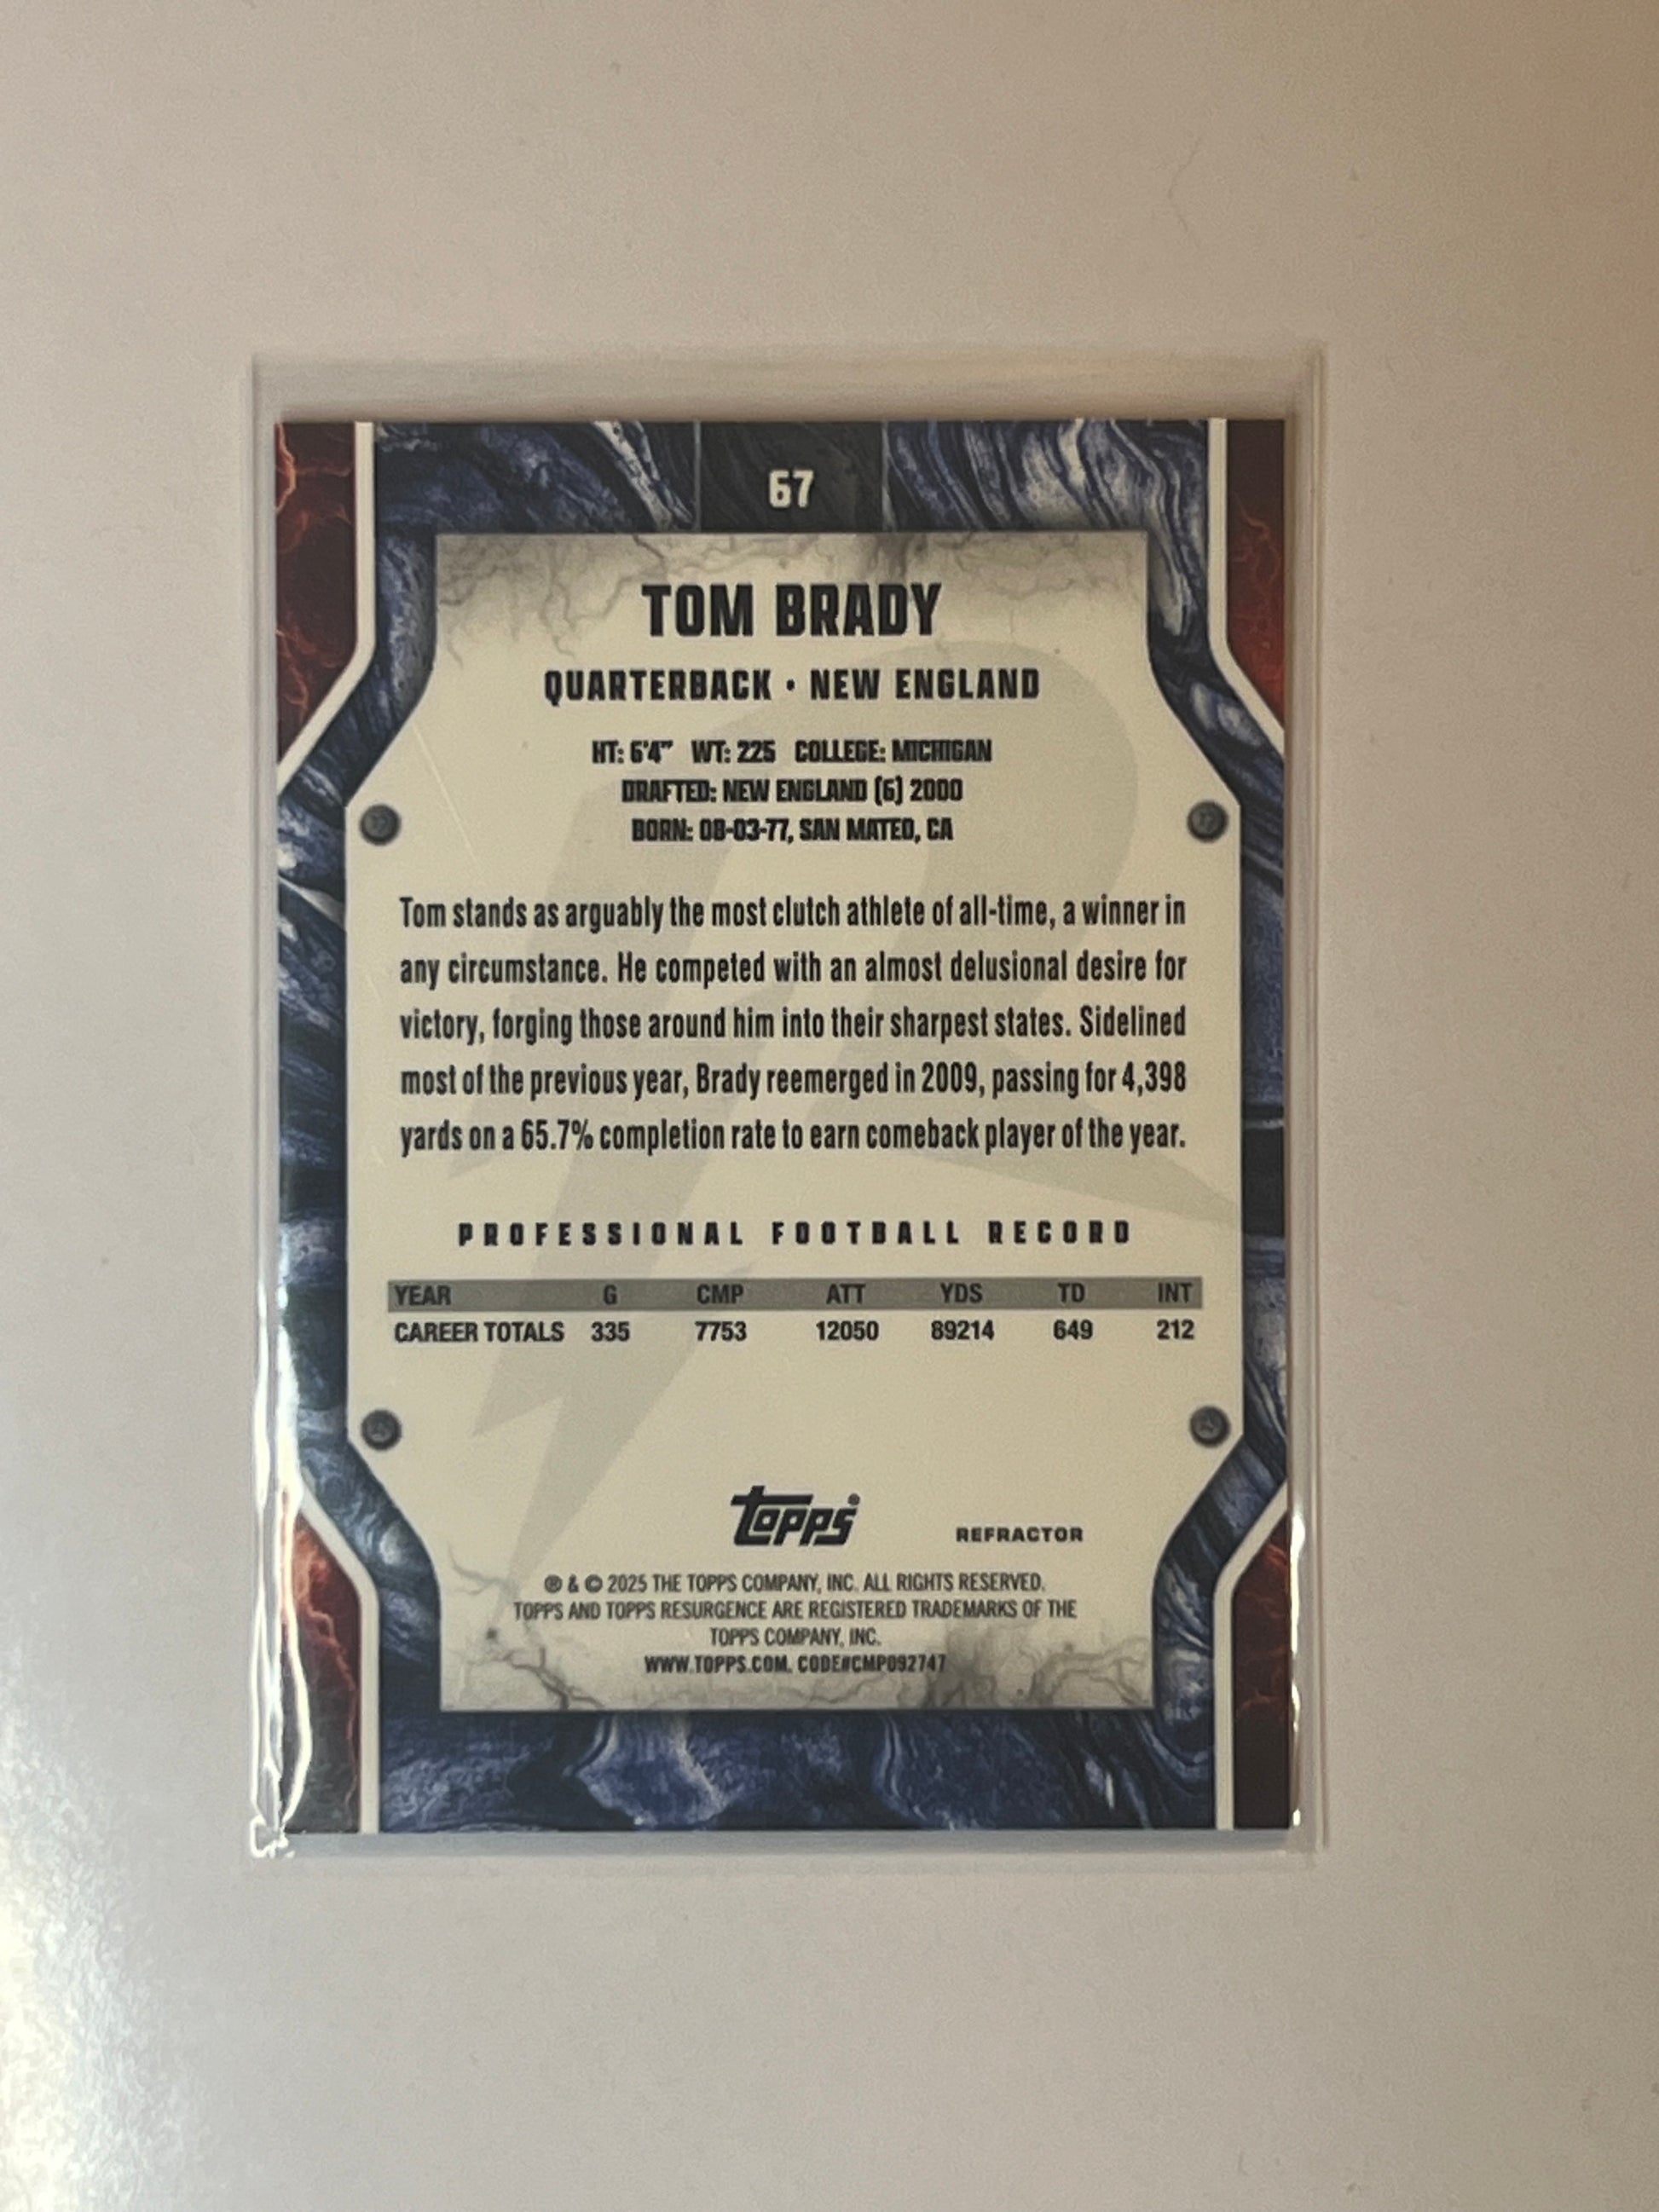 67
TOM BRADY
QUARTERBACK • NEW ENGLAND
HT: 6'4" WT: 225 COLLEGE: MICHIGAN
DRAFTED: NEW ENGLAND (6) 2000
BORN: 08-03-77, SAN MATEO, CA
Tom stands as arguably the most clutch athlete of all-time, a winner in
any circumstance. He competed with an almost delusional desire for
victory, forging those around him into their sharpest states. Sidelined
most of the previous year, Brady reemerged in 2009, passing for 4,398
yards on a 65.7% completion rate to earn comeback player of the year.
PROFESSIONAL FOOTBALL RECORD
YEAR G CMP ATT YDS TD INT
CAREER TOTALS 335 7753 12050 89214 649 212
topps REFRACTOR
® & © 2025 THE TOPPS COMPANY, INC. ALL RIGHTS RESERVED.
TOPPS AND TOPPS RESURGENCE ARE REGISTERED TRADEMARKS OF THE
TOPPS COMPANY, INC.
WWW.TOPPS.COM. CODE#CMP092747